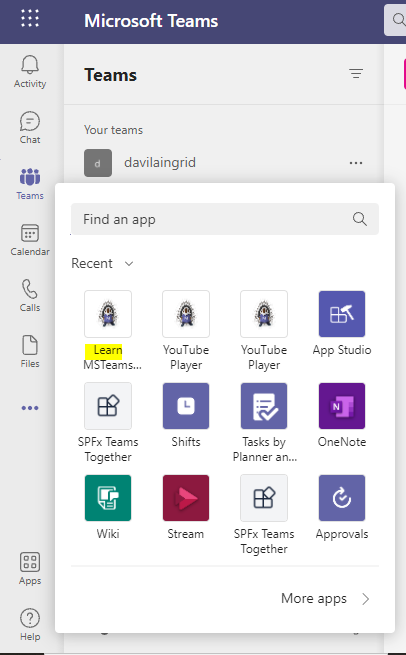 Microsoft Teams
Activity
Chat
Teams
Calendar
Calls
Files
Apps
Help
Teams
Your teams
d
davilaingrid
Find an app
Recent
Learn
MSTeams...
YouTube
Player
YouTube
Player
App Studio
SPFx Teams
Together
Shifts
Tasks by
Planner an...
OneNote
Wiki
Stream
SPFx Teams
Together
Approvals
More apps